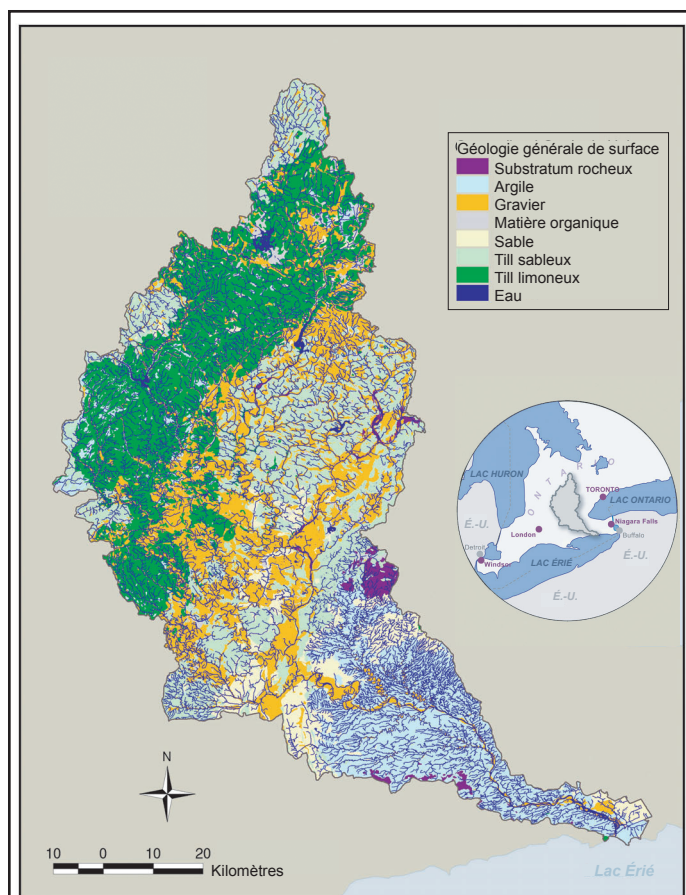 Géologie générale de surface
Substratum rocheux
Argile
Gravier
Matière organique
Sable
Till sableux
Till limoneux
Eau
LAC HURON
ONTARIO
TORONTO
LAC ONTARIO
É.-U.
London
Niagara Falls
Buffalo
Detroit
Windsor
LAC ÉRIÉ
É.-U.
É.-U.
N
10 0 10 20
Kilomètres
Lac Érié